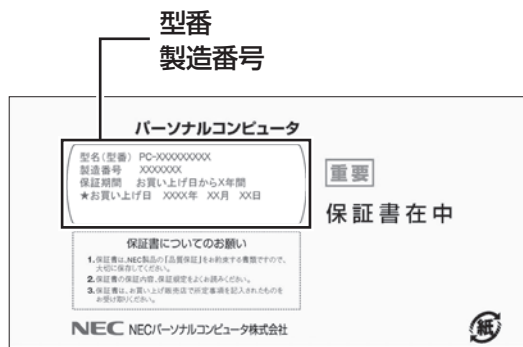 型番
製造番号
パーソナルコンピュータ
型名(型番) PC-XXXXXXXXX
製造番号 XXXXXXX
保証期間 お買い上げ日からX年間
★お買い上げ日 XXXX年 XX月 XX日
重要
保証書在中
保証書についてのお願い
1.保証書は、NEC製品の「品質保証」をお約束する書類ですので、
大切に保存してください。
2.保証書の保証内容、保証規定をよくお読みください。
3.保証書は、お買い上げ販売店で所定事項を記入されたものを
お受け取りください。
NEC NECパーソナルコンピュータ株式会社
紙